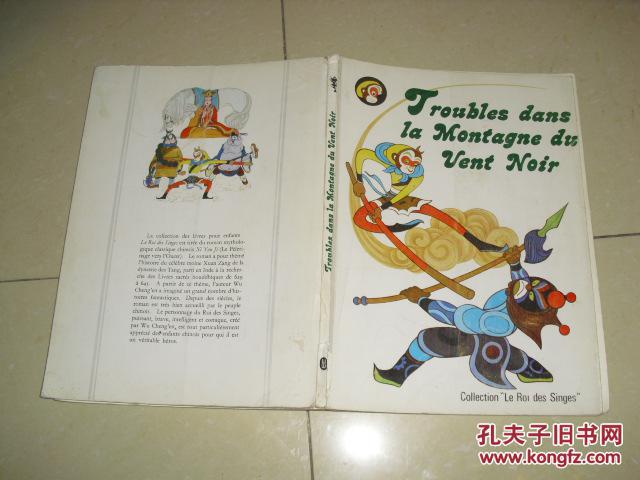 Troubles dans
la Montagne du
Vent Noir
Collection "Le Roi des Singes"
Troubles dans la Montagne du Vent Noir
La collection des livres pour enfants
Le Roi des Singes est tirée du roman mytholo-
gique classique chinois Xi You Ji (Le Pèleri-
nage vers l'Ouest). Le roman a pour thème
l'histoire du célèbre moine Xuan Zang de la
dynastie des Tang, parti en Inde à la recher-
che des Livres sacrés bouddhiques de 629
à 645. A partir de ce thème, l'auteur Wu
Cheng'en a imaginé un grand nombre d'his-
toires fantastiques. Depuis des siècles, le
roman est très bien accueilli par le peuple
chinois. Le personnage du Roi des Singes,
puissant, brave, intelligent et comique, créé
par Wu Cheng'en, est tout particulièrement
apprécié des enfants chinois pour qui il est
un véritable héros.
孔夫子旧书网
www.kongfz.com